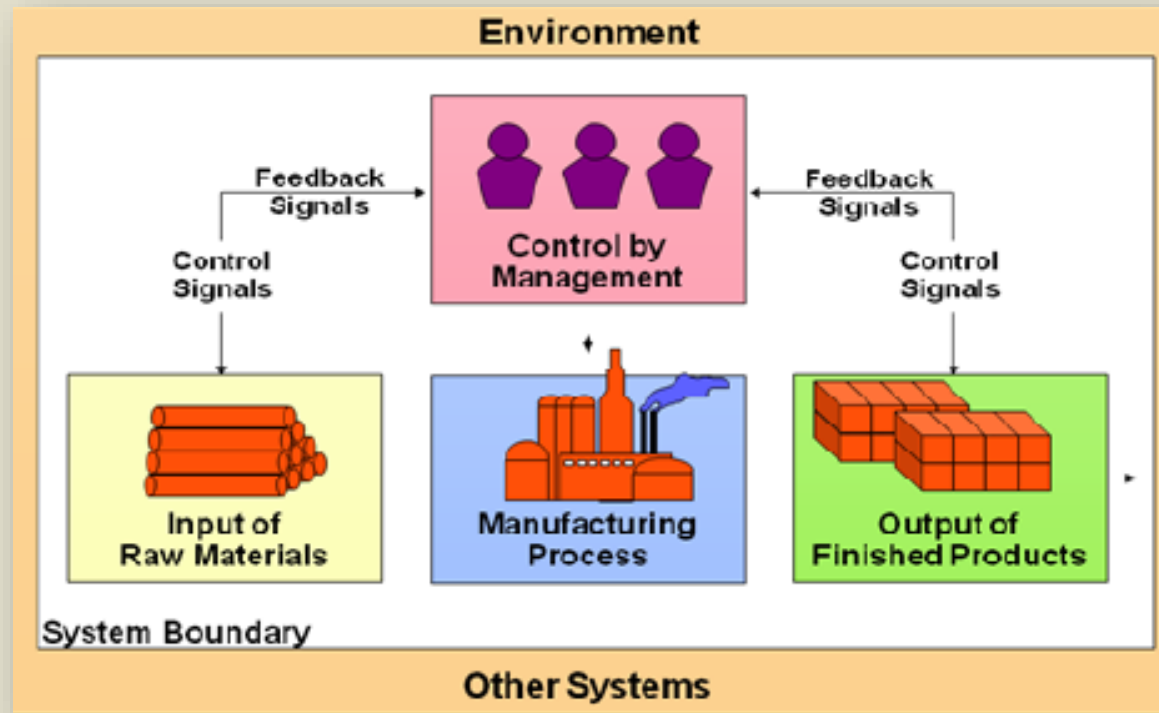 Environment
Feedback
Signals
Feedback
Signals
Control by
Management
Control
Signals
Control
Signals
Input of
Raw Materials
Manufacturing
Process
Output of
Finished Products
System Boundary
Other Systems